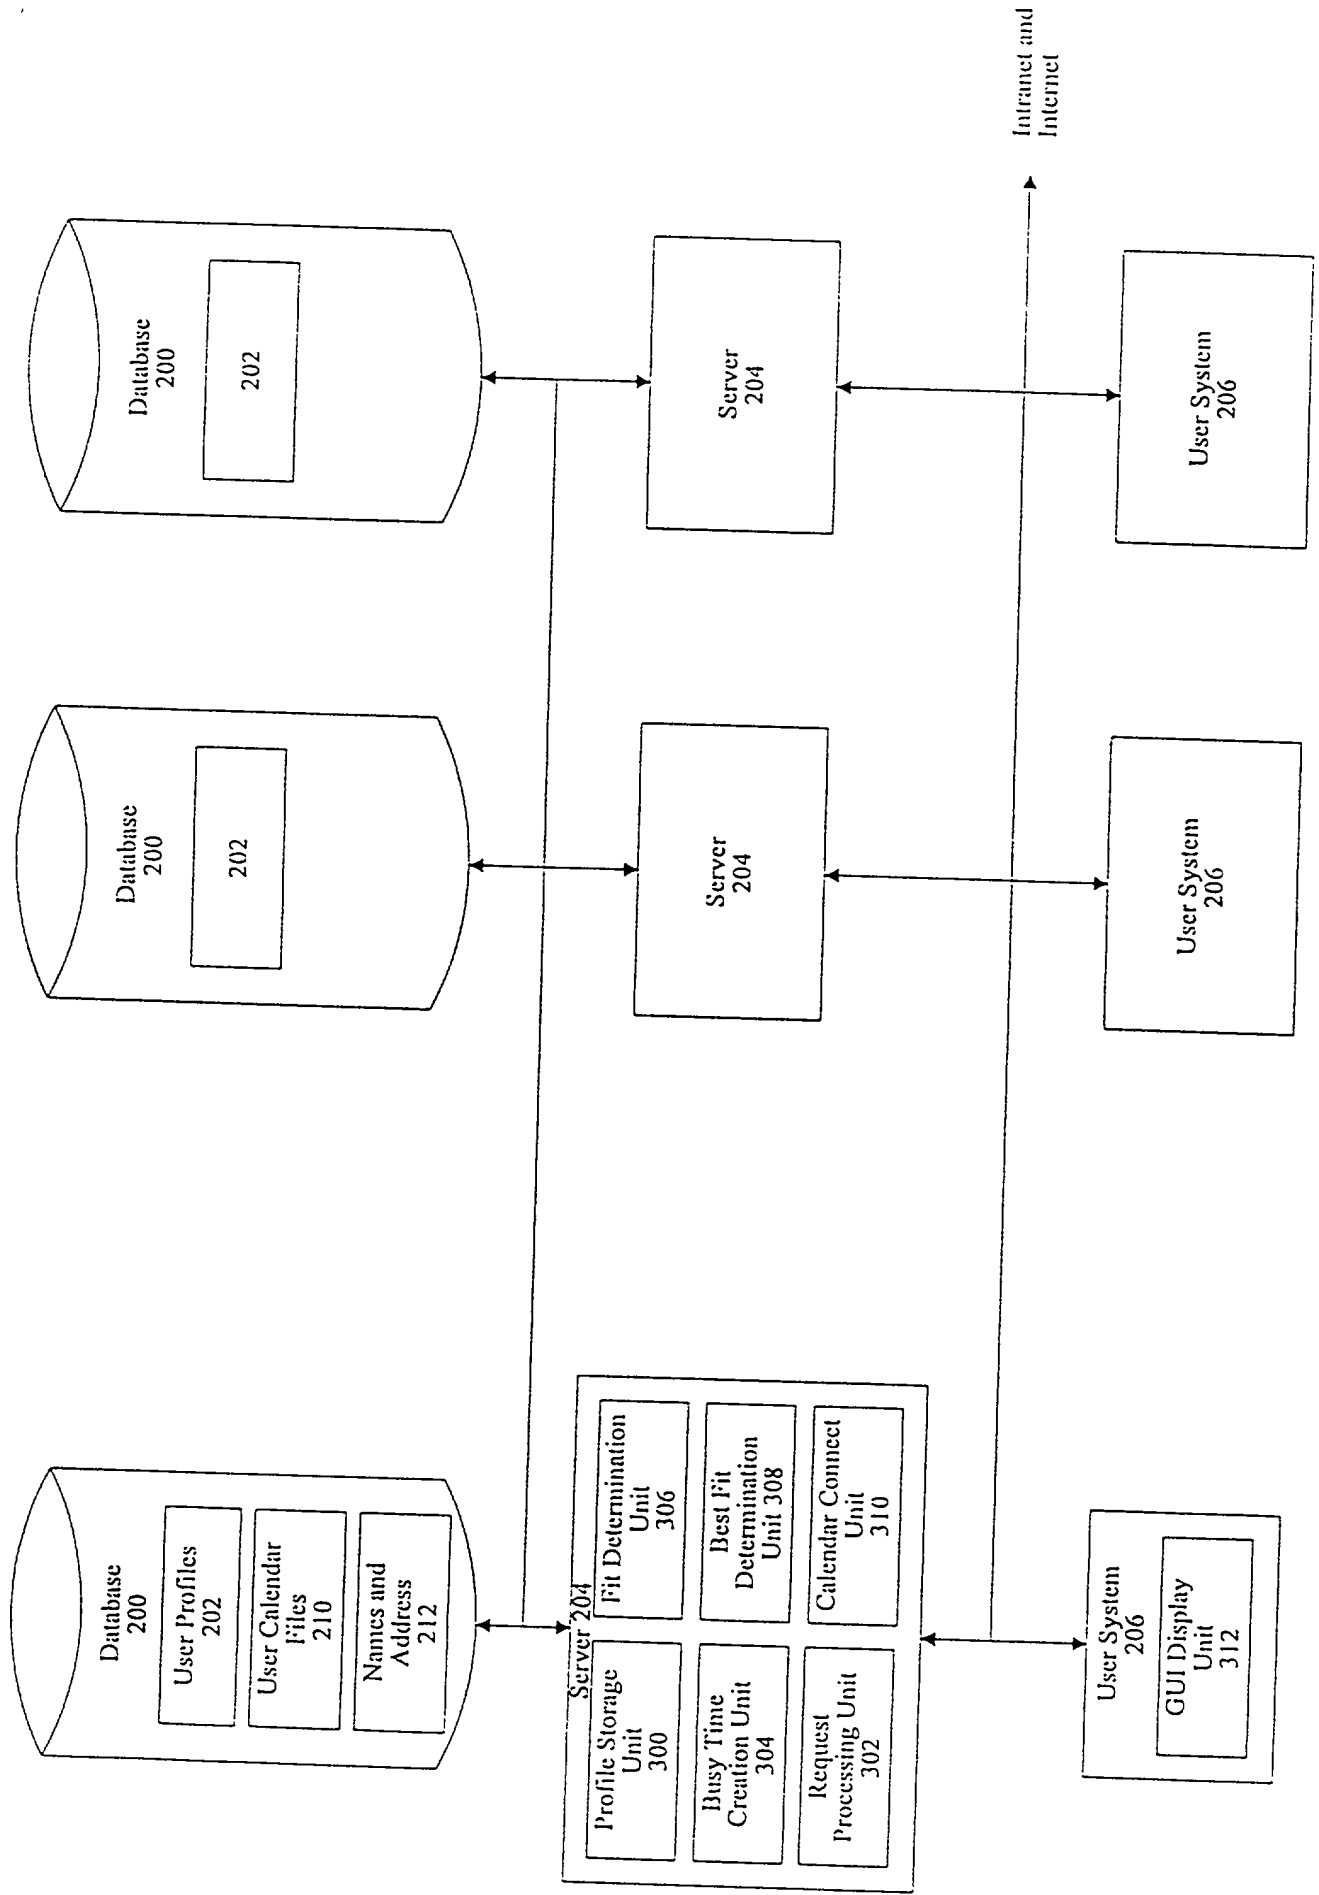 Database
200
User Profiles
202
User Calendar
Files
210
Names and
Address
212
Database
200
202
Database
200
202
Server 204
Profile Storage
Unit
300
Fit Determination
Unit
306
Busy Time
Creation Unit
304
Best Fit
Determination
Unit 308
Request
Processing Unit
302
Calendar Connect
Unit
310
Server
204
Server
204
Intranet and
Internet
User System
206
GUI Display
Unit
312
User System
206
User System
206